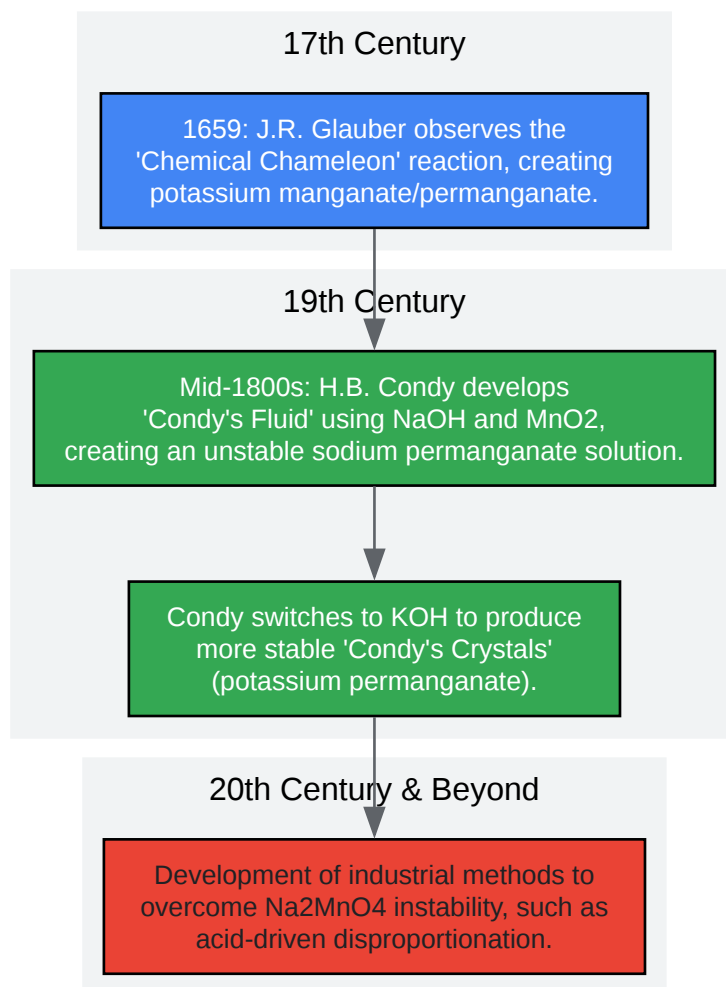 17th Century
1659: J.R. Glauber observes the
'Chemical Chameleon' reaction, creating
potassium manganate/permanganate.
19th Century
Mid-1800s: H.B. Condy develops
'Condy's Fluid' using NaOH and MnO2,
creating an unstable sodium permanganate solution.
Condy switches to KOH to produce
more stable 'Condy's Crystals'
(potassium permanganate).
20th Century & Beyond
Development of industrial methods to
overcome Na2MnO4 instability, such as
acid-driven disproportionation.